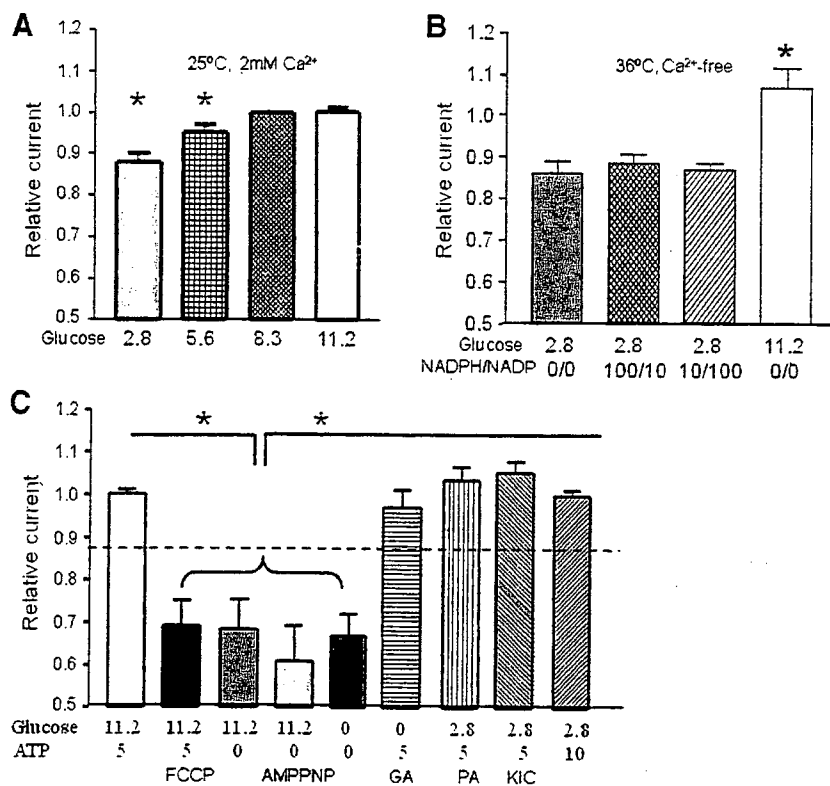 A
1.2
1.1
1.0
0.9
0.8
0.7
0.6
0.5
Relative current
25ºC, 2mM Ca²⁺
*
*
Glucose 2.8 5.6 8.3 11.2
B
1.2
1.1
1.0
0.9
0.8
0.7
0.6
0.5
Relative current
36ºC, Ca²⁺-free
*
Glucose 2.8 2.8 2.8 11.2
NADPH/NADP 0/0 100/10 10/100 0/0
C
1.2
1.1
1.0
0.9
0.8
0.7
0.6
0.5
Relative current
*
*
Glucose 11.2 11.2 11.2 11.2 0 0 2.8 2.8 2.8
ATP 5 5 0 0 0 5 5 5 10
FCCP AMPPNP GA PA KIC